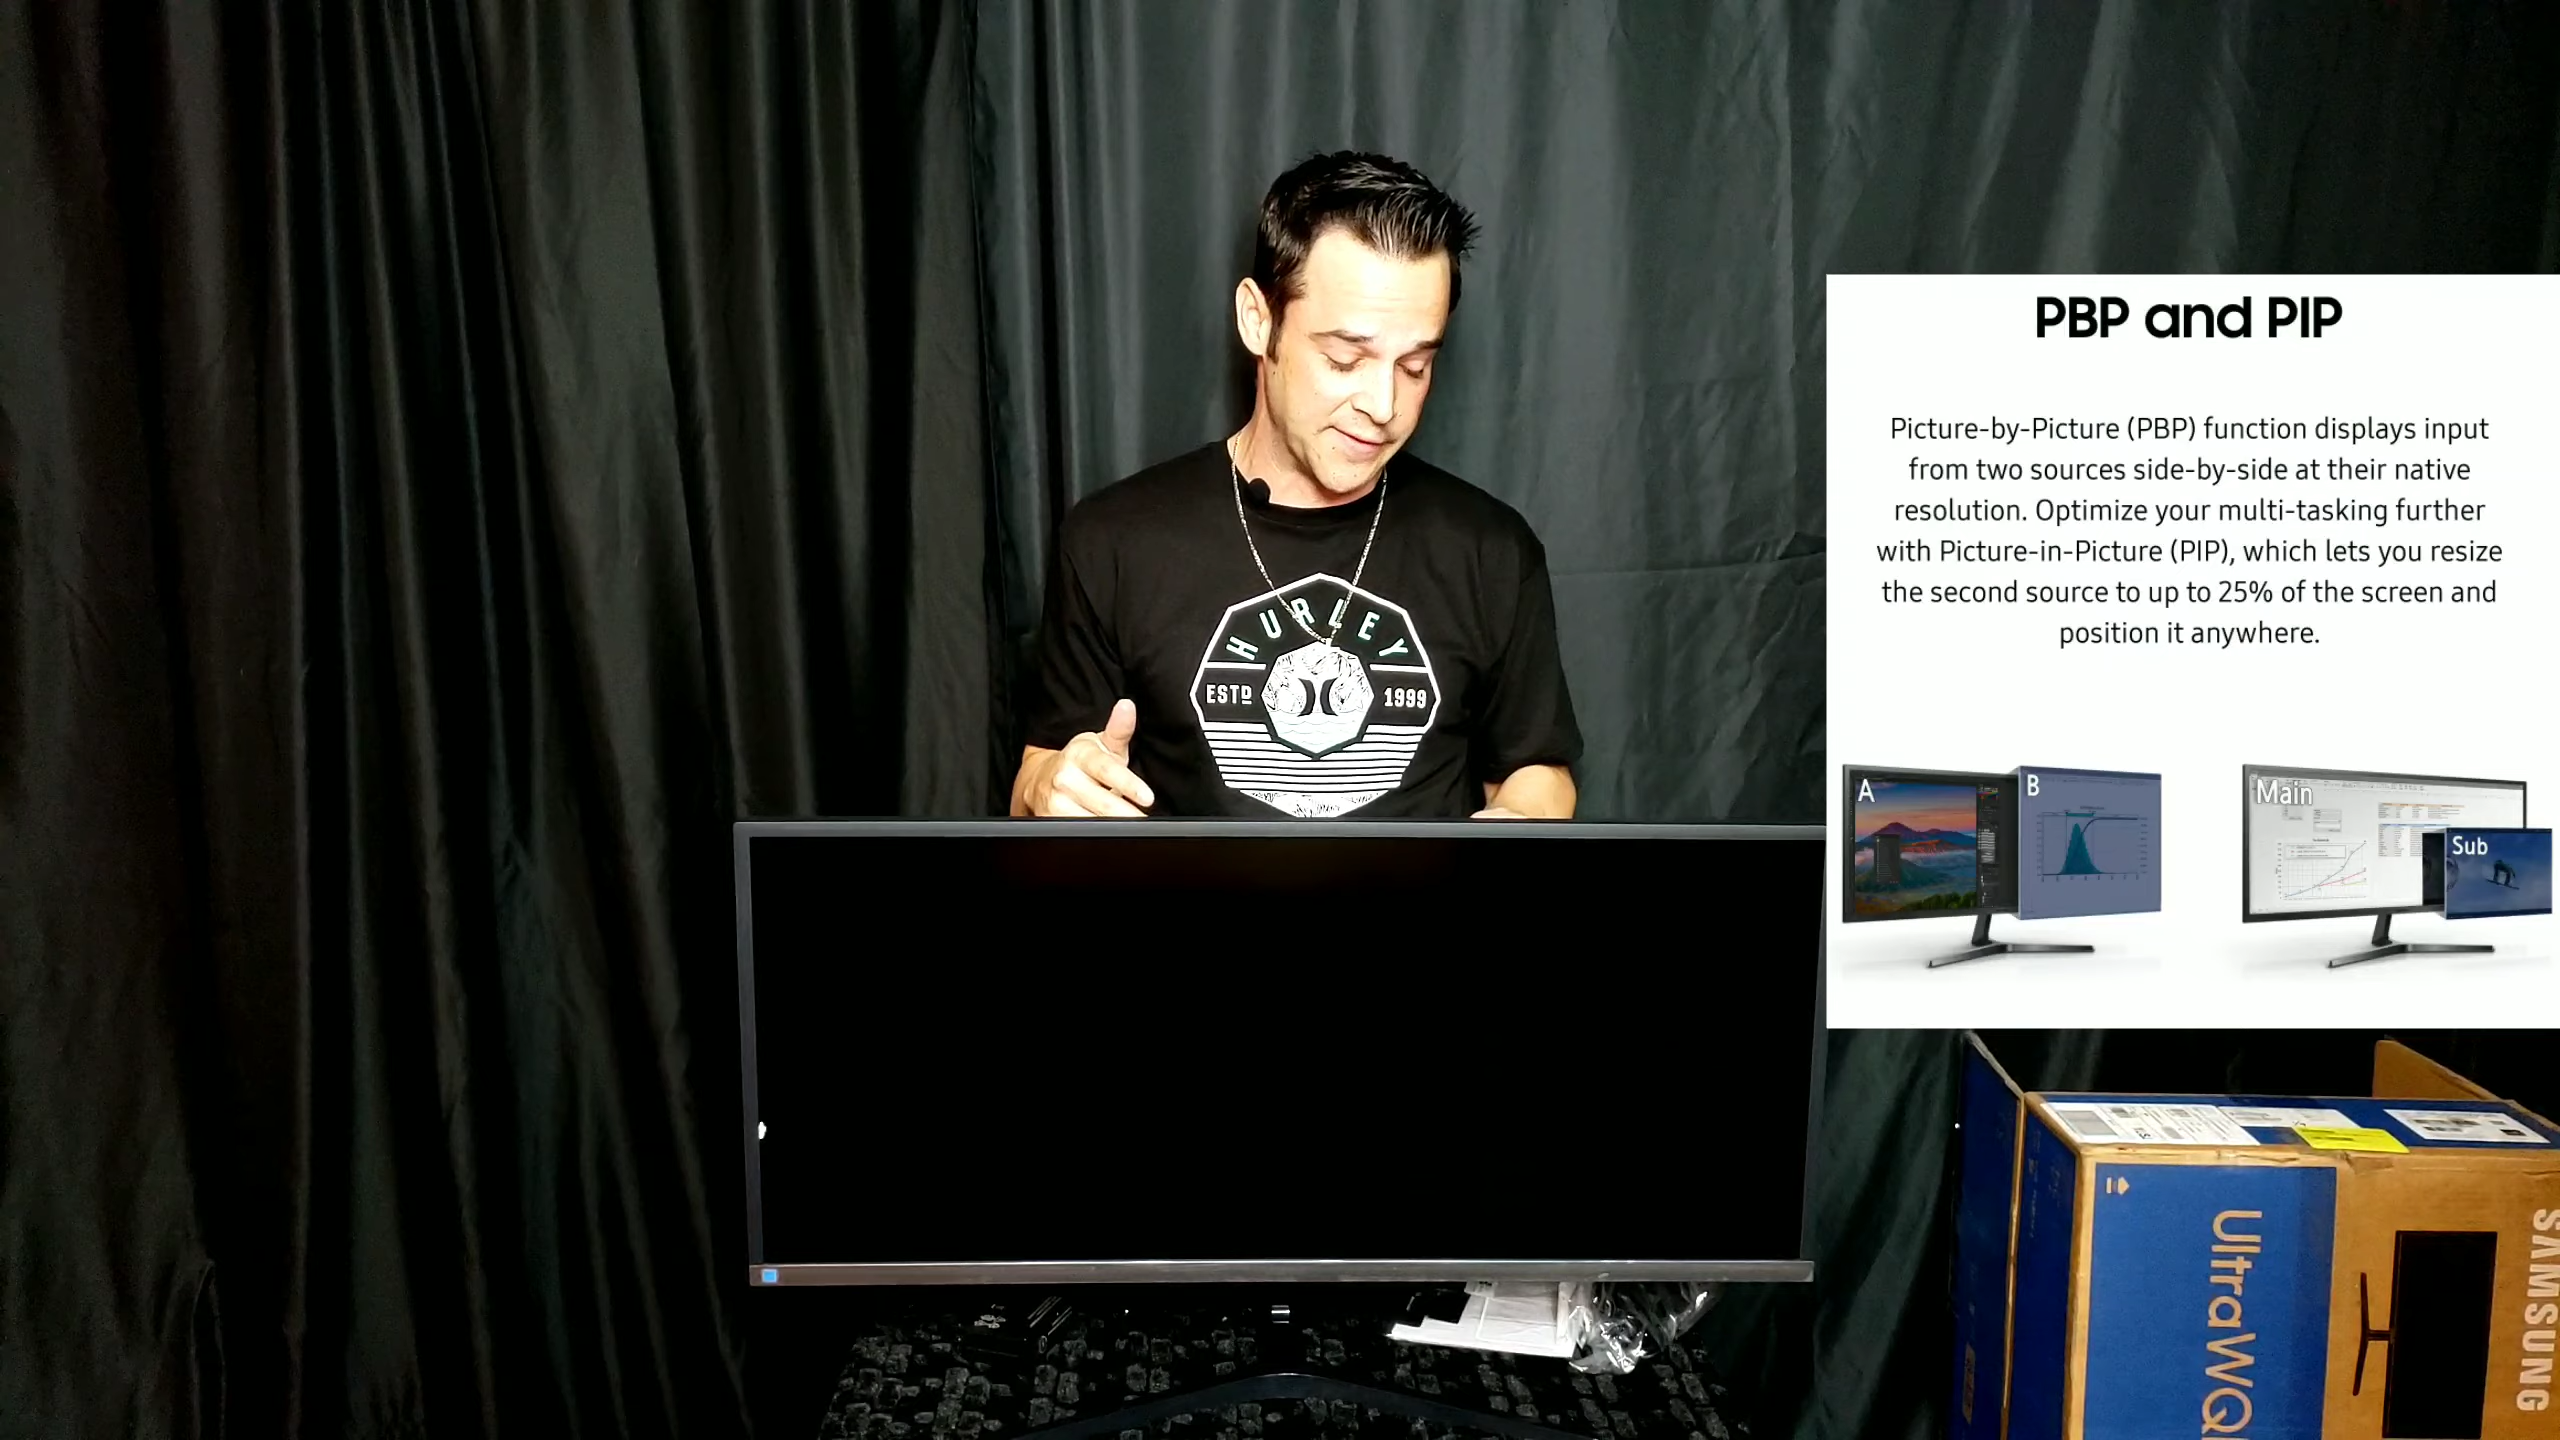 PBP and PIP
Picture-by-Picture (PBP) function displays input
from two sources side-by-side at their native
resolution. Optimize your multi-tasking further
with Picture-in-Picture (PIP), which lets you resize
the second source to up to 25% of the screen and
position it anywhere.
A
B
Main
Sub
HURLEY
ESTD
1999
UltraWQ
SAMSUNG